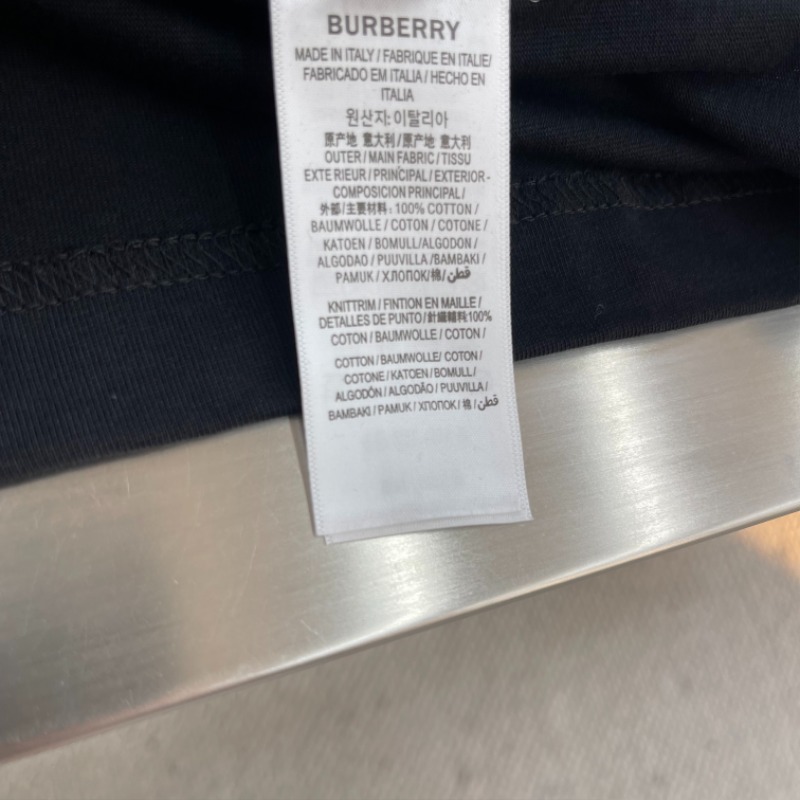 BURBERRY
MADE IN ITALY / FABRIQUE EN ITALIE/
FABRICADO EM ITALIA / HECHO EN
ITALIA
원산지: 이탈리아
原产地 意大利 / 原产地 意大利
OUTER / MAIN FABRIC / TISSU
EXTE RIEUR / PRINCIPAL / EXTERIOR-
COMPOSICION PRINCIPAL /
外部/主要材料: 100% COTTON /
BAUMWOLLE / COTON / COTONE /
KATOEN / BOMULL/ALGODON /
ALGODAO / PUUVILLA /BAMBAKI /
PAMUK / ХЛОПОК/棉/ قطن
KNITTRIM / FINTION EN MAILLE /
DETALLES DE PUNTO / 針織輔料100%
COTON / BAUMWOLLE / COTON /
COTTON / BAUMWOLLE/ COTON /
COTONE / KATOEN / BOMULL /
ALGODÓN / ALGODÃO / PUUVILLA /
BAMBAKI / PAMUK / ХЛОПОК / 棉 / قطن